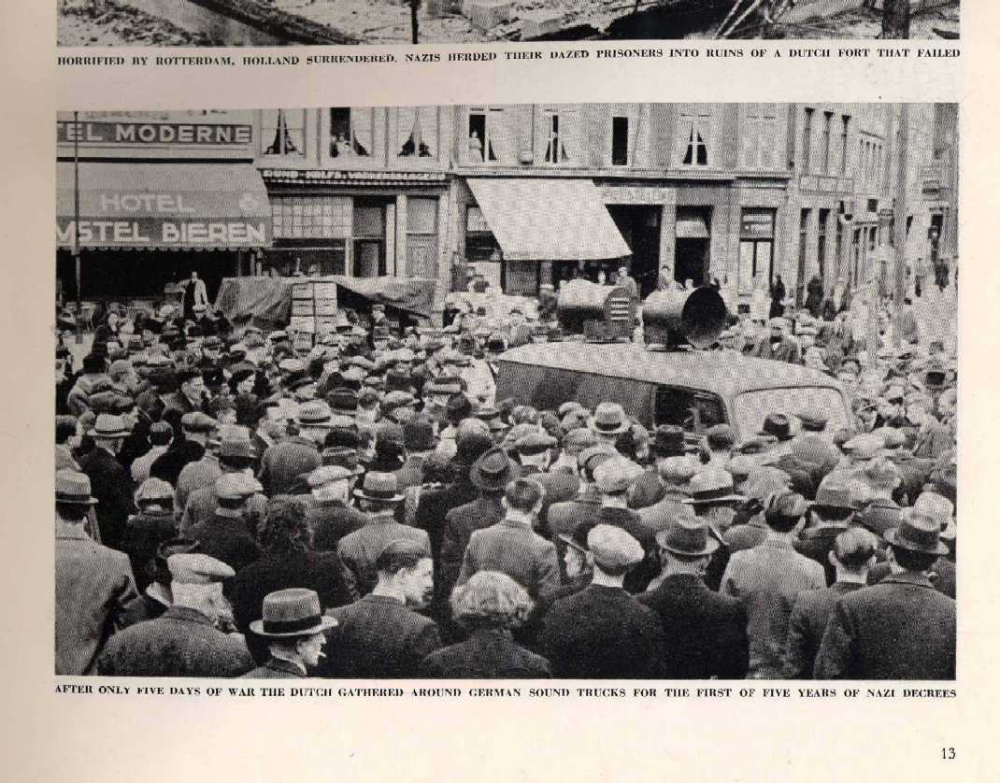 HORRIFIED BY ROTTERDAM, HOLLAND SURRENDERED. NAZIS HERDED THEIR DAZED PRISONERS INTO RUINS OF A DUTCH FORT THAT FAILED
EL MODERNE
HOTEL
MSTEL BIEREN
AFTER ONLY FIVE DAYS OF WAR THE DUTCH GATHERED AROUND GERMAN SOUND TRUCKS FOR THE FIRST OF FIVE YEARS OF NAZI DECREES
13